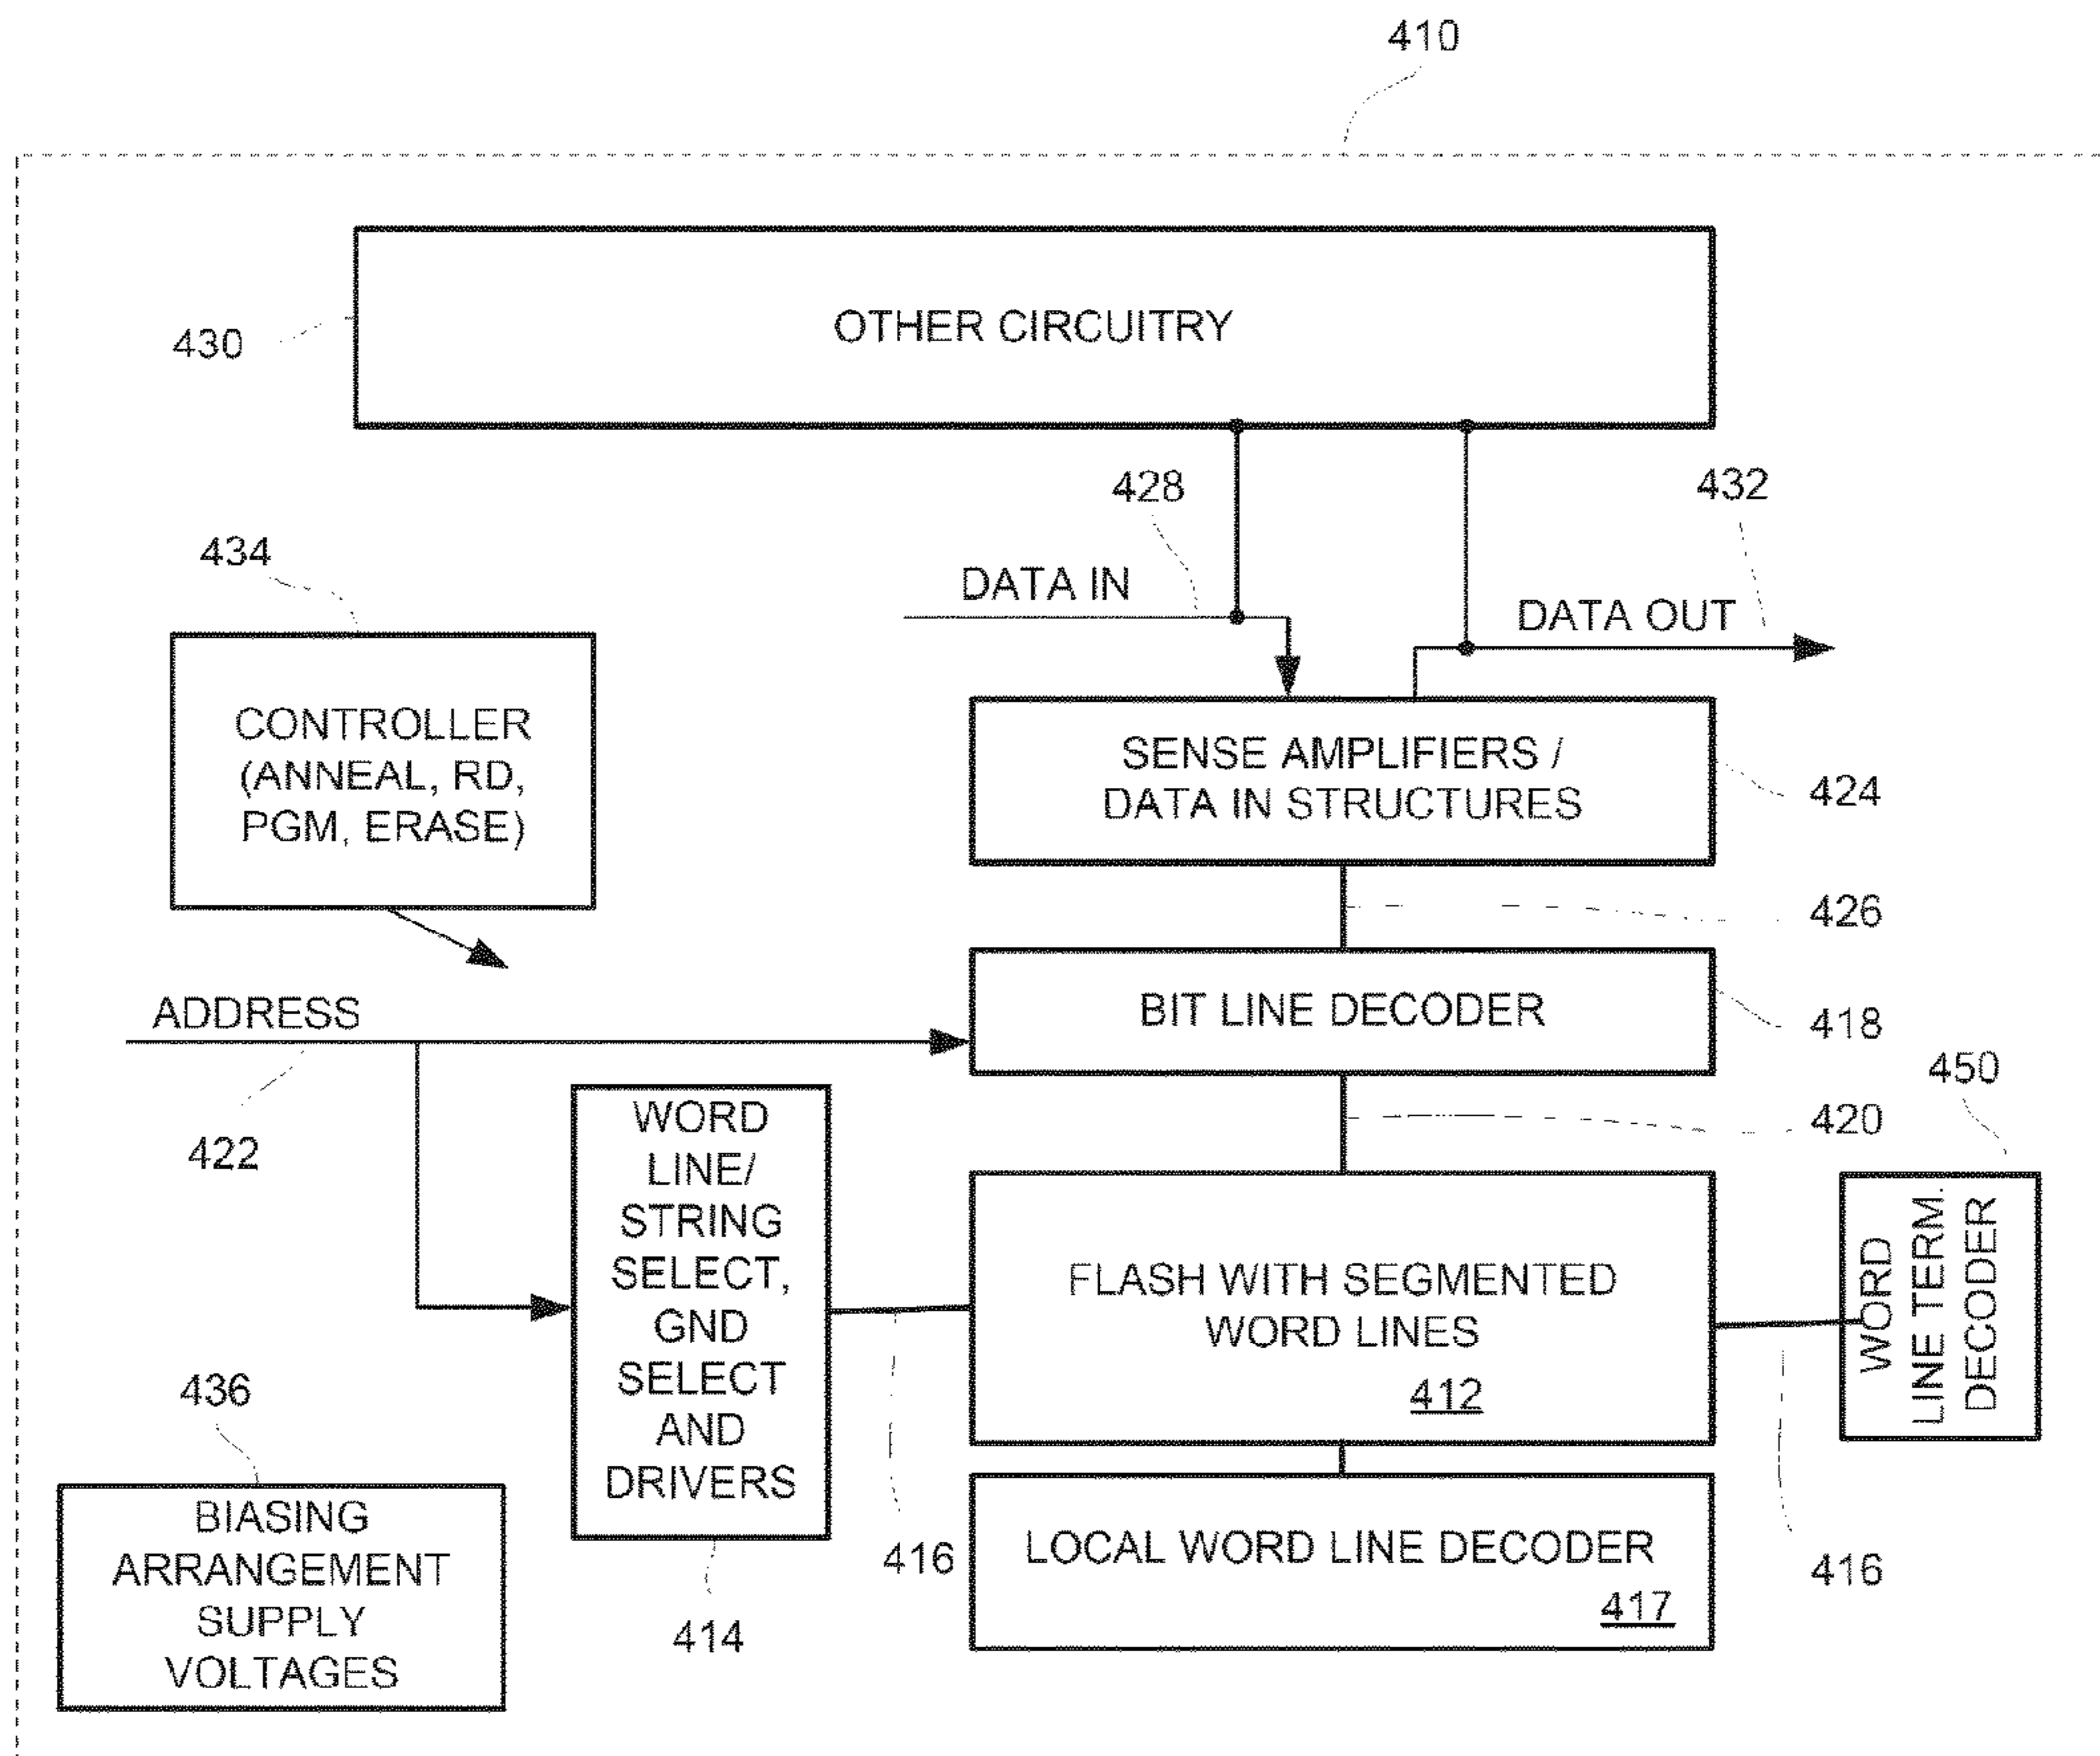 410
OTHER CIRCUITRY
430
428
432
434
DATA IN
DATA OUT
CONTROLLER
(ANNEAL, RD,
PGM, ERASE)
SENSE AMPLIFIERS /
DATA IN STRUCTURES
424
426
ADDRESS
BIT LINE DECODER
418
450
422
420
WORD
LINE/
STRING
SELECT,
GND
SELECT
AND
DRIVERS
FLASH WITH SEGMENTED
WORD LINES
412
WORD
LINE TERM.
DECODER
436
BIASING
ARRANGEMENT
SUPPLY
VOLTAGES
414
416
LOCAL WORD LINE DECODER
417
416